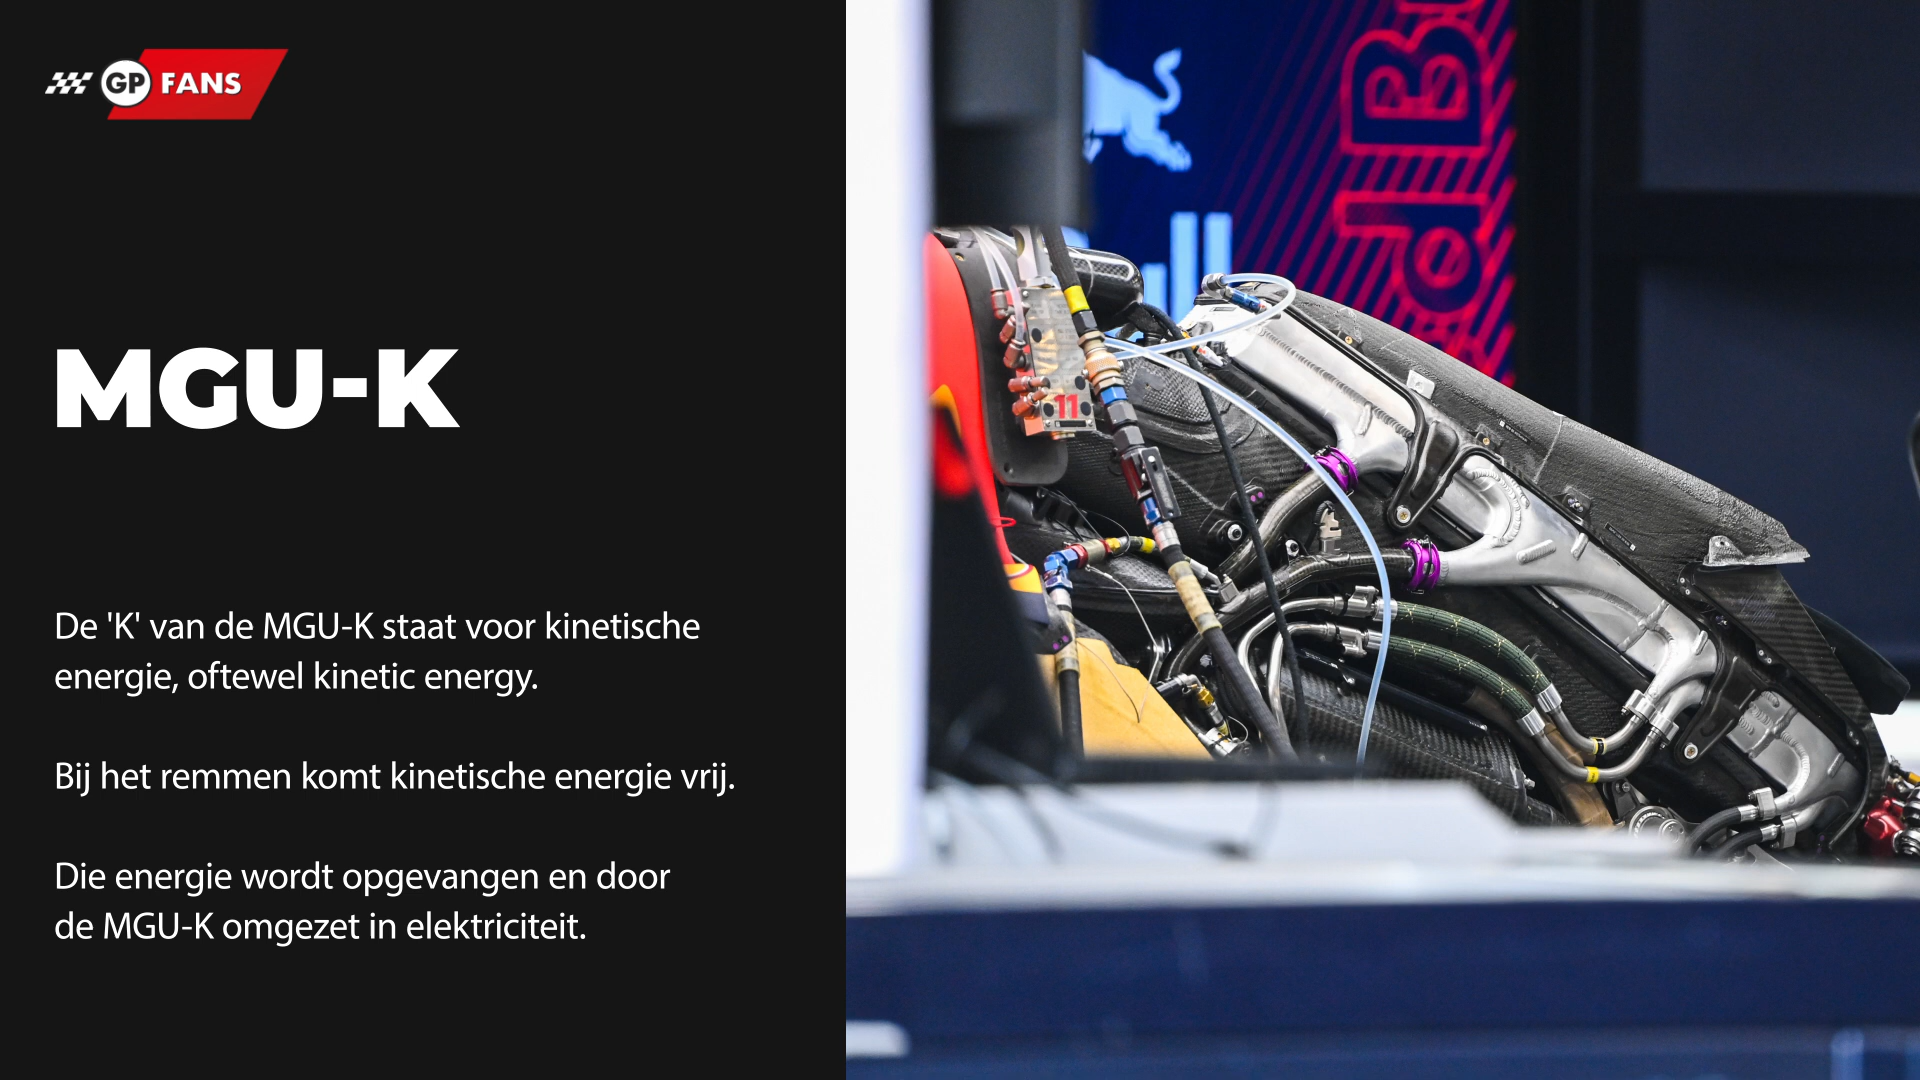 GP FANS
MGU-K
De 'K' van de MGU-K staat voor kinetische
energie, oftewel kinetic energy.
Bij het remmen komt kinetische energie vrij.
Die energie wordt opgevangen en door
de MGU-K omgezet in elektriciteit.
d B
11